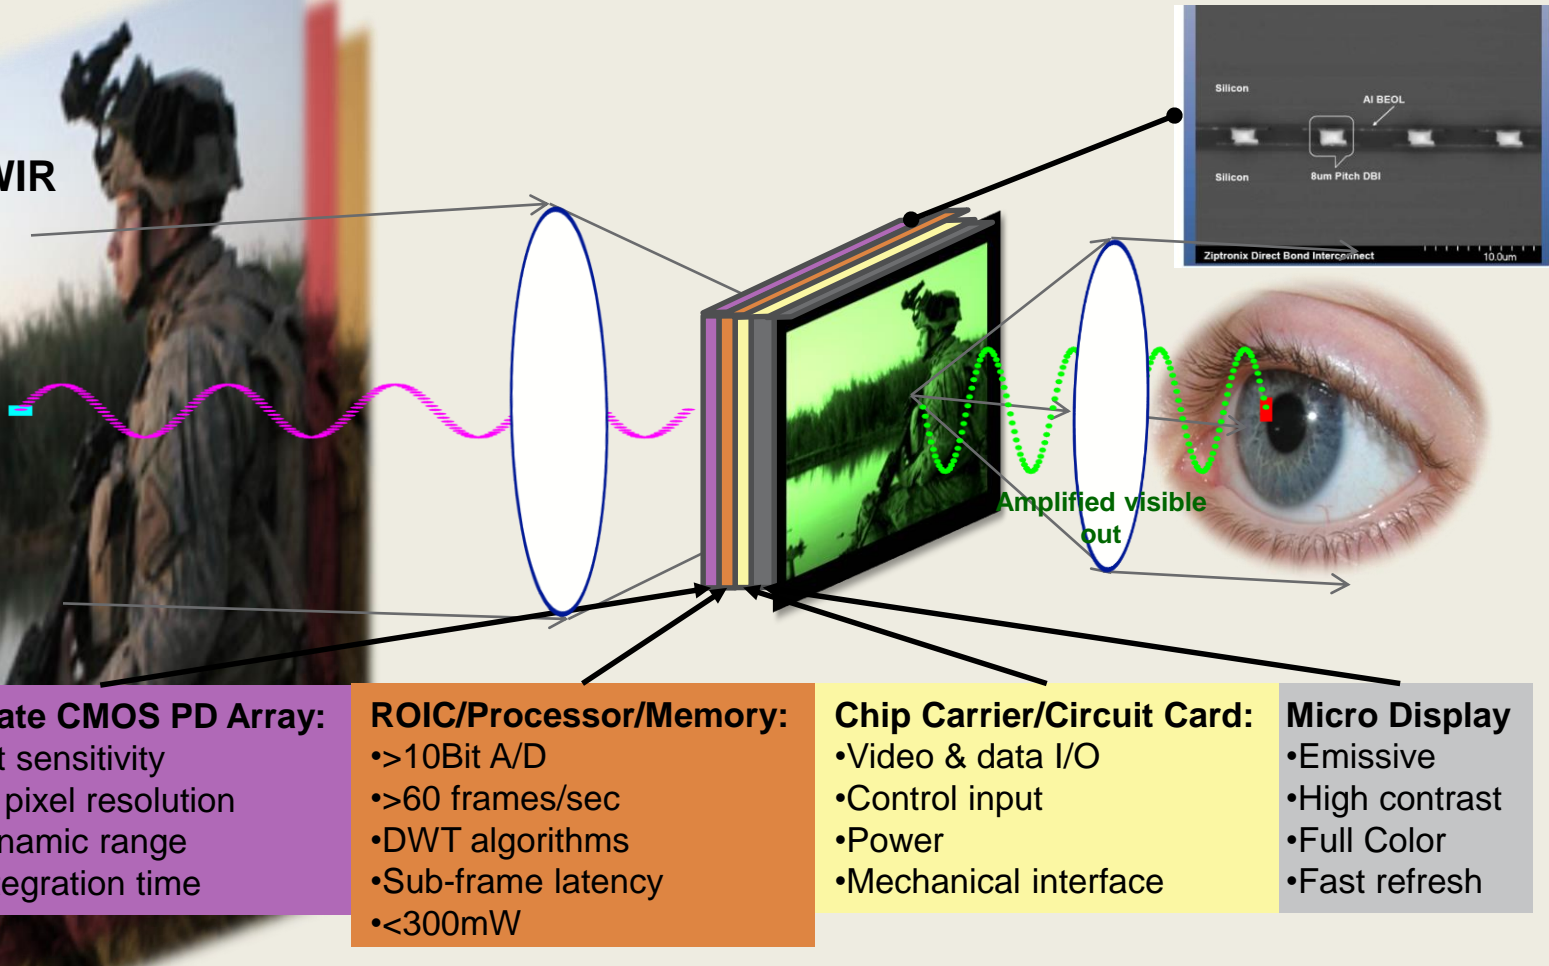 Silicon
Al BEOL
Silicon
8um Pitch DBI
Ziptronix Direct Bond Interconnect
10.0um
WIR
Amplified visible
out
ate CMOS PD Array:
t sensitivity
pixel resolution
namic range
tegration time
ROIC/Processor/Memory:
•>10Bit A/D
•>60 frames/sec
•DWT algorithms
•Sub-frame latency
•<300mW
Chip Carrier/Circuit Card:
•Video & data I/O
•Control input
•Power
•Mechanical interface
Micro Display
•Emissive
•High contrast
•Full Color
•Fast refresh